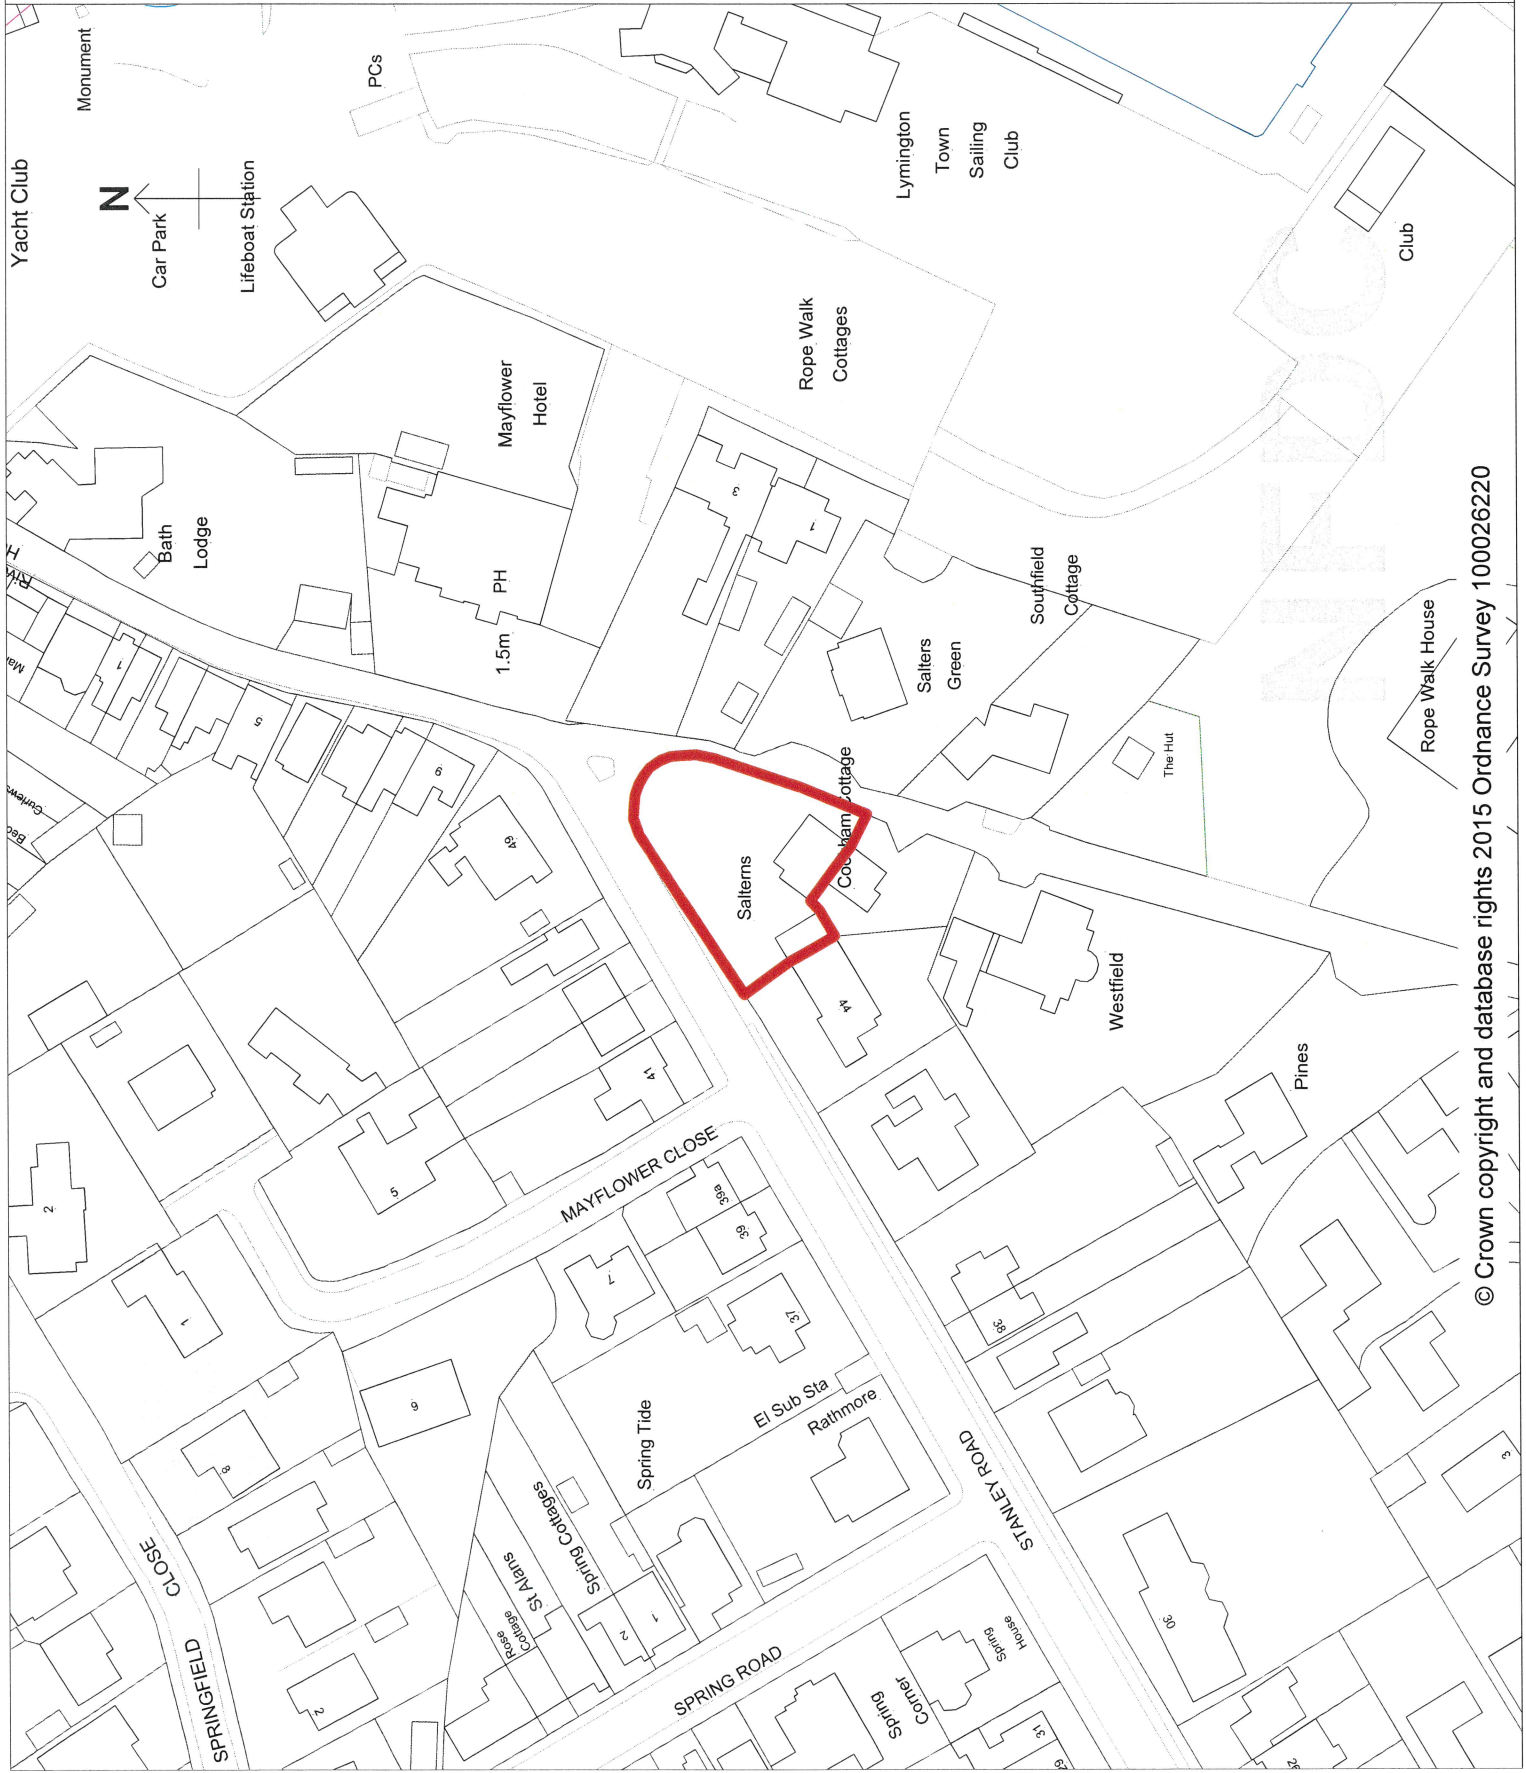 Yacht Club
Monument
N
Car Park
Lifeboat Station
PCs
Lymington
Town
Sailing
Club
Club
Rope Walk
Cottages
Mayflower
Hotel
Bath
Lodge
PH
1.5m
3
1
Southfield
Cottage
Salters
Green
The Hut
Rope Walk House
1
5
9
49
Salterns
Cottage
44
Westfield
Pines
41
5
MAYFLOWER CLOSE
39a
39
7
37
2
1
38
El Sub Sta
Rathmore
Spring Tide
6
8
STANLEY ROAD
Spring Cottages
St Alans
Rose
Cottage
1
2
CLOSE
SPRINGFIELD
2
SPRING ROAD
Spring
House
Spring
Corner
31
29
30
3
26
NFDC
© Crown copyright and database rights 2015 Ordnance Survey 100026220